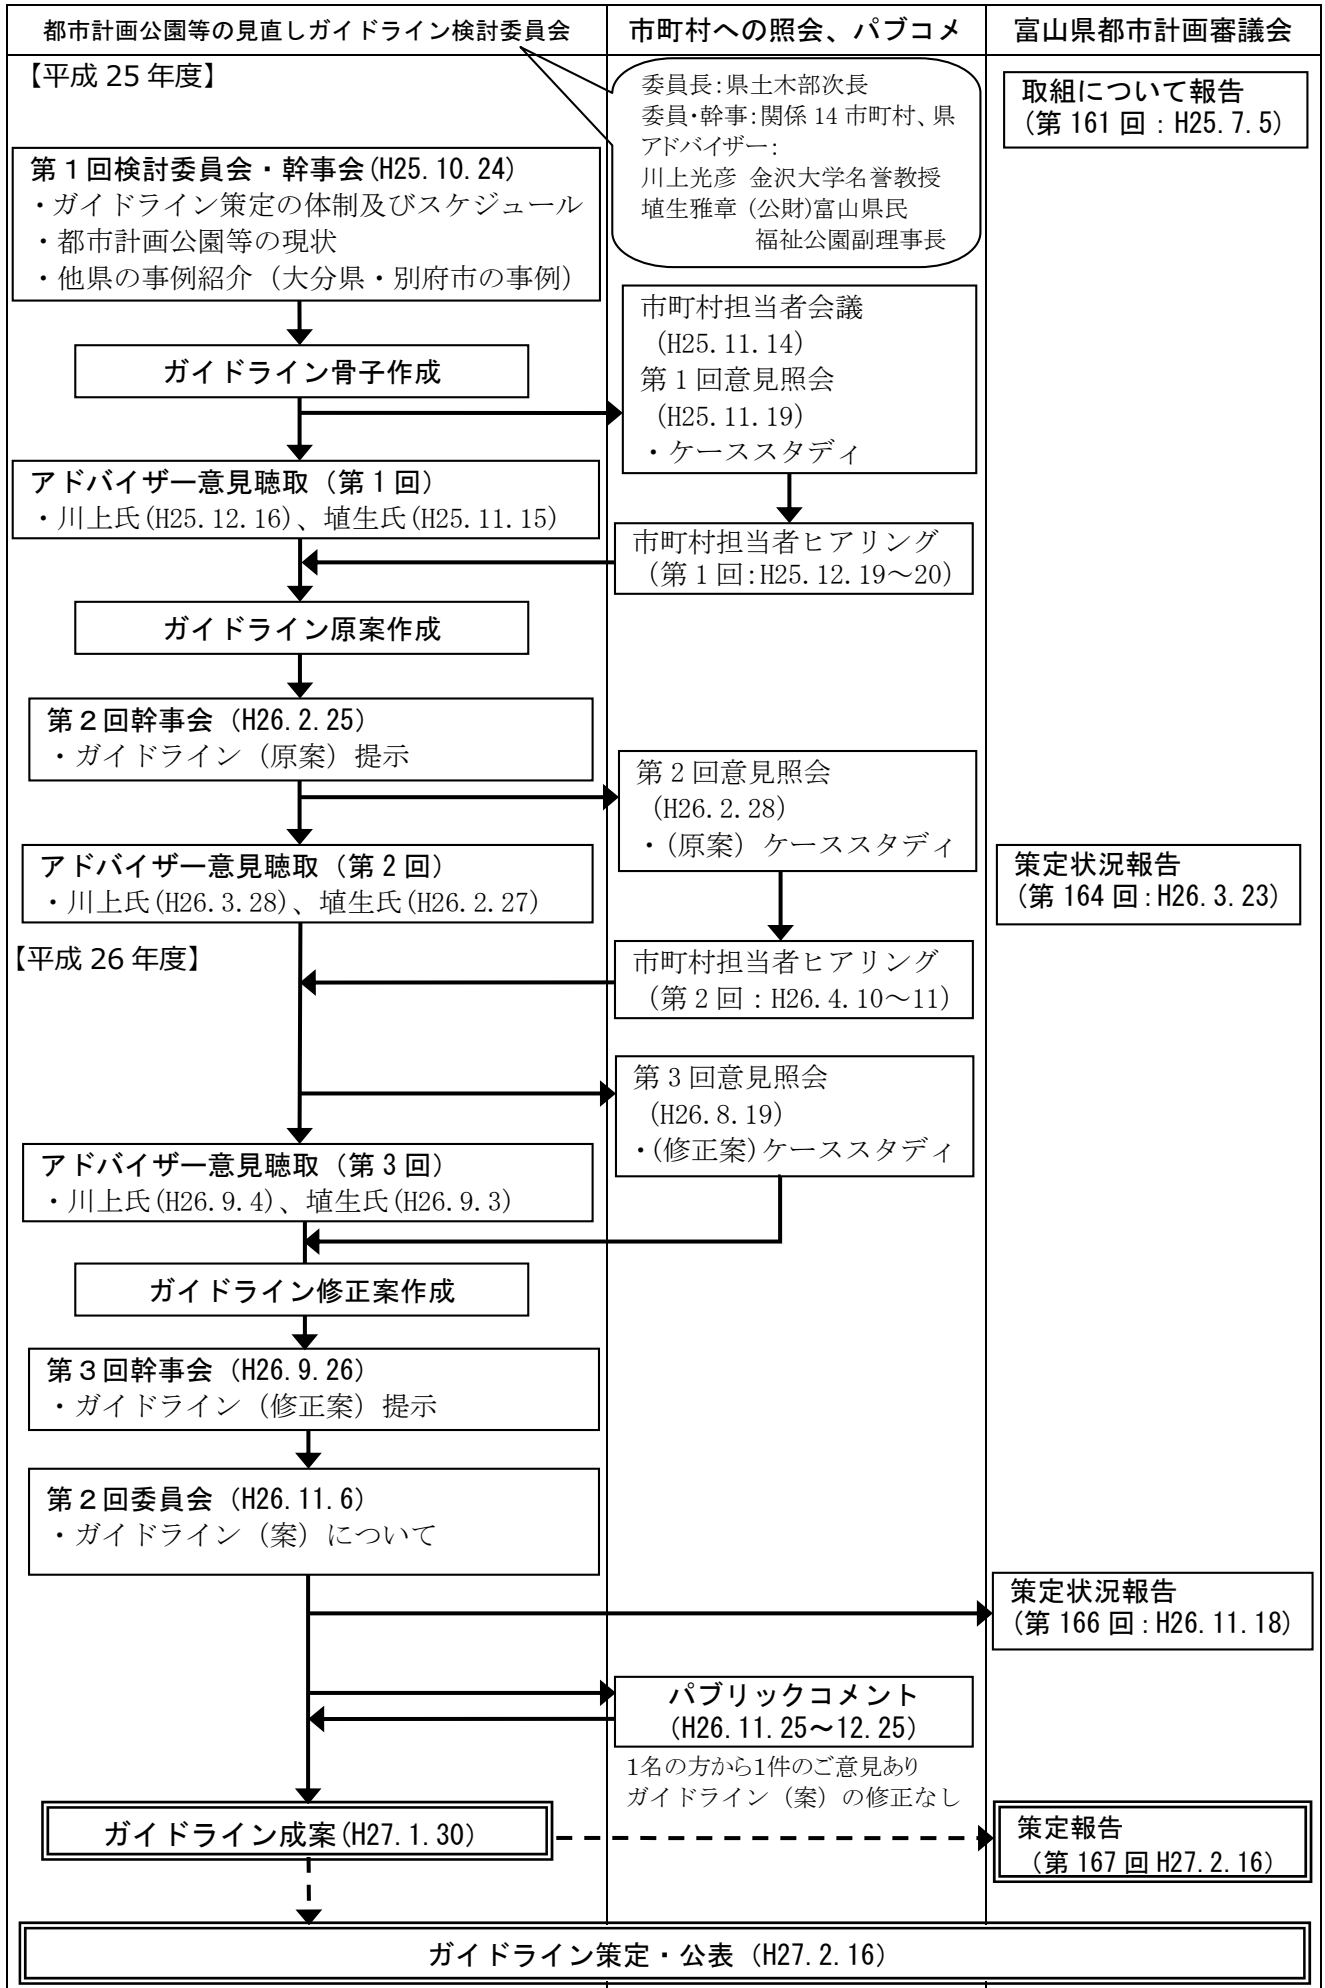 都市計画公園等の見直しガイドライン検討委員会
市町村への照会、パブコメ
富山県都市計画審議会
【平成 25 年度】
委員長：県土木部次長
委員・幹事：関係 14 市町村、県
アドバイザー：
川上光彦 金沢大学名誉教授
埴生雅章 (公財)富山県民
福祉公園副理事長
取組について報告
(第 161 回：H25.7.5)
第１回検討委員会・幹事会(H25.10.24)
・ガイドライン策定の体制及びスケジュール
・都市計画公園等の現状
・他県の事例紹介（大分県・別府市の事例）
市町村担当者会議
（H25.11.14）
第１回意見照会
（H25.11.19）
・ケーススタディ
ガイドライン骨子作成
アドバイザー意見聴取（第１回）
・川上氏(H25.12.16)、埴生氏(H25.11.15)
市町村担当者ヒアリング
（第１回：H25.12.19～20）
ガイドライン原案作成
第２回幹事会（H26.2.25）
・ガイドライン（原案）提示
第２回意見照会
（H26.2.28）
・(原案）ケーススタディ
アドバイザー意見聴取（第２回）
・川上氏(H26.3.28)、埴生氏(H26.2.27)
策定状況報告
(第 164 回：H26.3.23)
【平成 26 年度】
市町村担当者ヒアリング
（第２回：H26.4.10～11）
第３回意見照会
（H26.8.19）
・(修正案)ケーススタディ
アドバイザー意見聴取（第３回）
・川上氏(H26.9.4)、埴生氏(H26.9.3)
ガイドライン修正案作成
第３回幹事会（H26.9.26）
・ガイドライン（修正案）提示
第２回委員会（H26.11.6）
・ガイドライン（案）について
策定状況報告
(第 166 回：H26.11.18)
パブリックコメント
（H26.11.25～12.25）
1名の方から1件のご意見あり
ガイドライン（案）の修正なし
ガイドライン成案(H27.1.30)
策定報告
（第 167 回 H27.2.16）
ガイドライン策定・公表（H27.2.16）